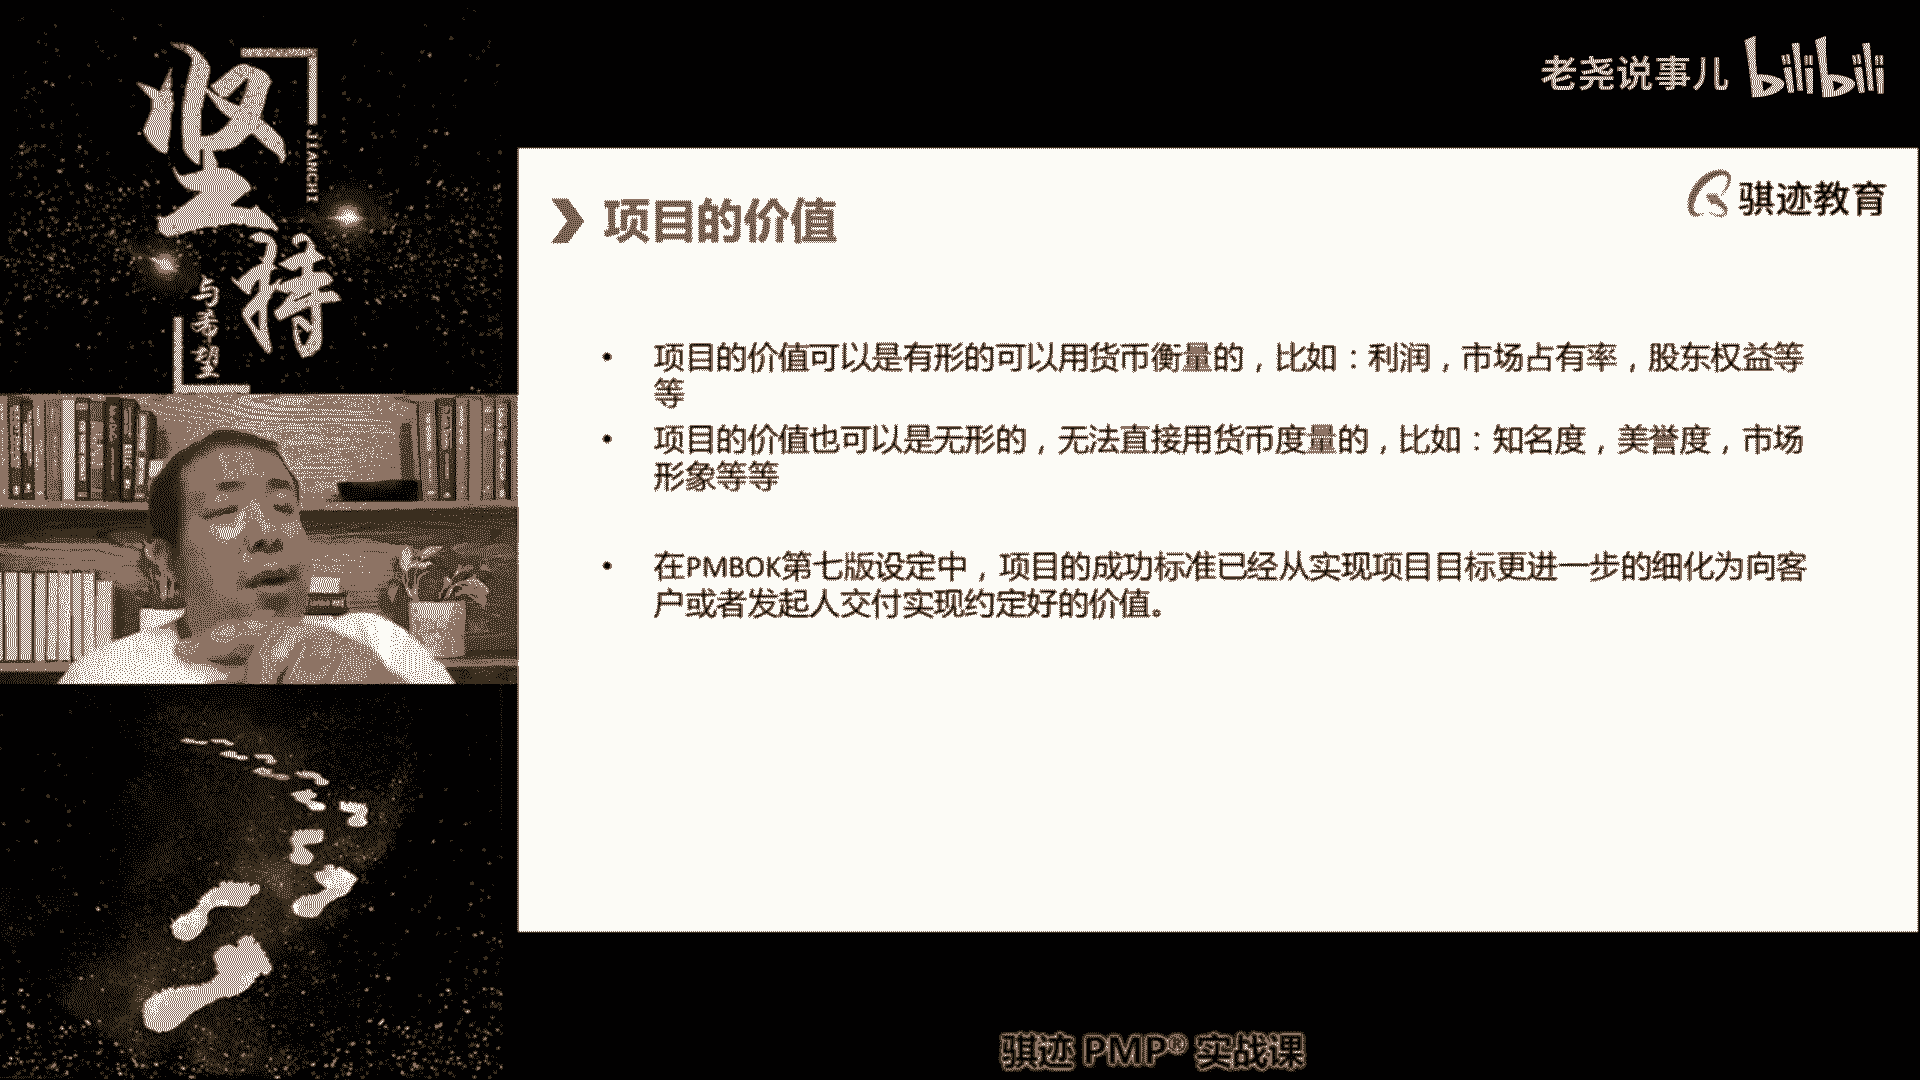 坚持
JIANCHI
与希望
老尧说事儿 bilibili
骐迹教育
项目的价值
• 项目的价值可以是有形的可以用货币衡量的，比如：利润，市场占有率，股东权益等
等
• 项目的价值也可以是无形的，无法直接用货币度量的，比如：知名度，美誉度，市场
形象等等
• 在PMBOK第七版设定中，项目的成功标准已经从实现项目目标更进一步的细化为向客
户或者发起人交付实现约定好的价值。
骐迹 PMP® 实战课